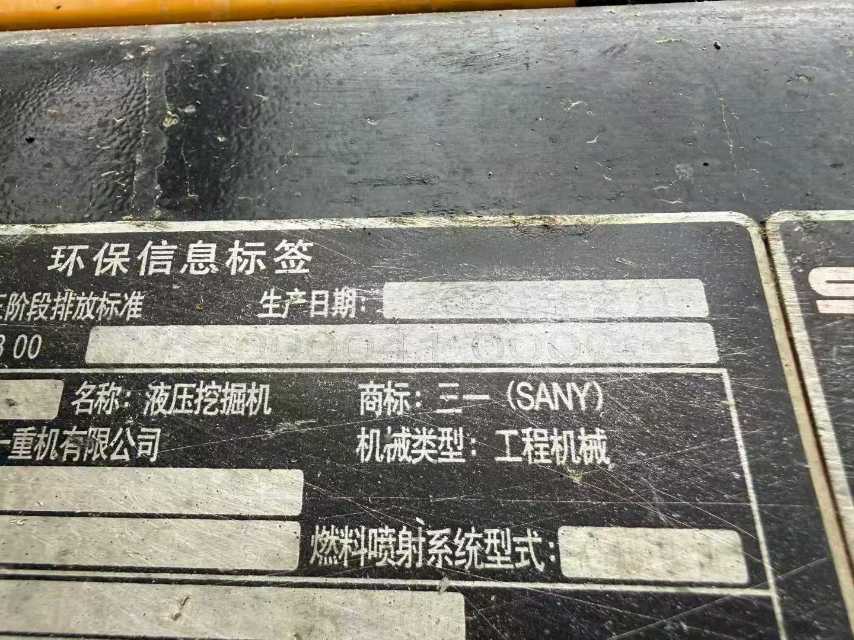 环保信息标签
阶段排放标准 生产日期:
00
名称: 液压挖掘机 商标: 三一 (SANY)
一重机有限公司 机械类型: 工程机械
燃料喷射系统型式:
S